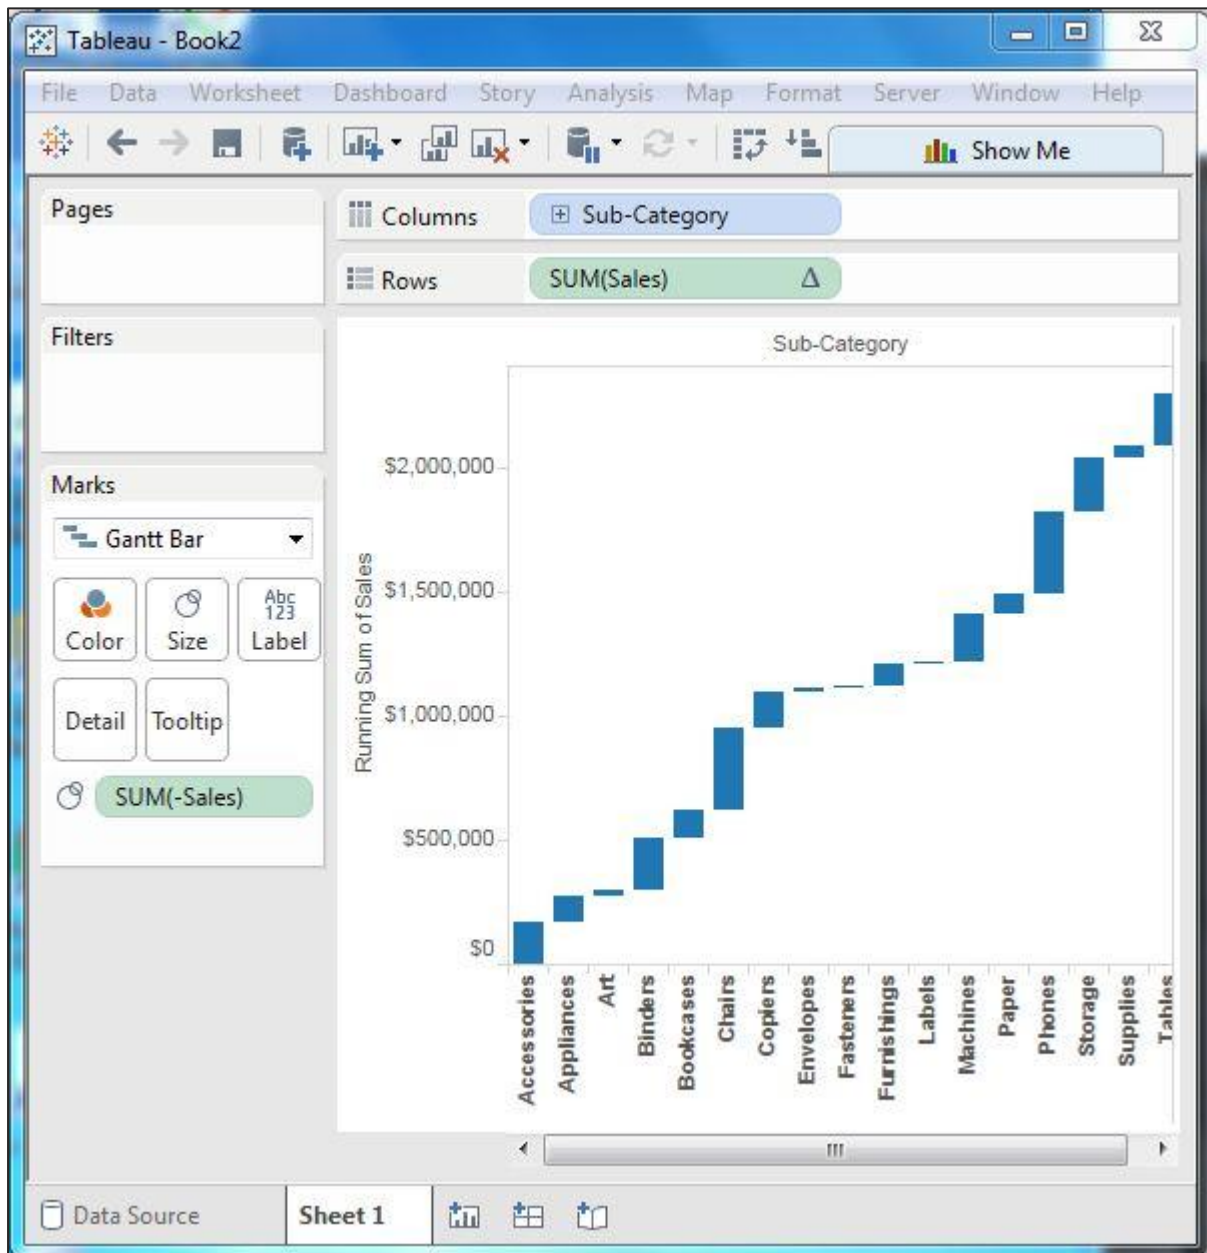 Tableau - Book2
File Data Worksheet Dashboard Story Analysis Map Format Server Window Help
Show Me
Pages
Columns
Sub-Category
Rows
SUM(Sales) Δ
Filters
Marks
Gantt Bar
Color
Size
Abc
123
Label
Detail
Tooltip
SUM(-Sales)
Sub-Category
Running Sum of Sales
$2,000,000
$1,500,000
$1,000,000
$500,000
$0
Accessories
Appliances
Art
Binders
Bookcases
Chairs
Copiers
Envelopes
Fasteners
Furnishings
Labels
Machines
Paper
Phones
Storage
Supplies
Tables
Data Source
Sheet 1